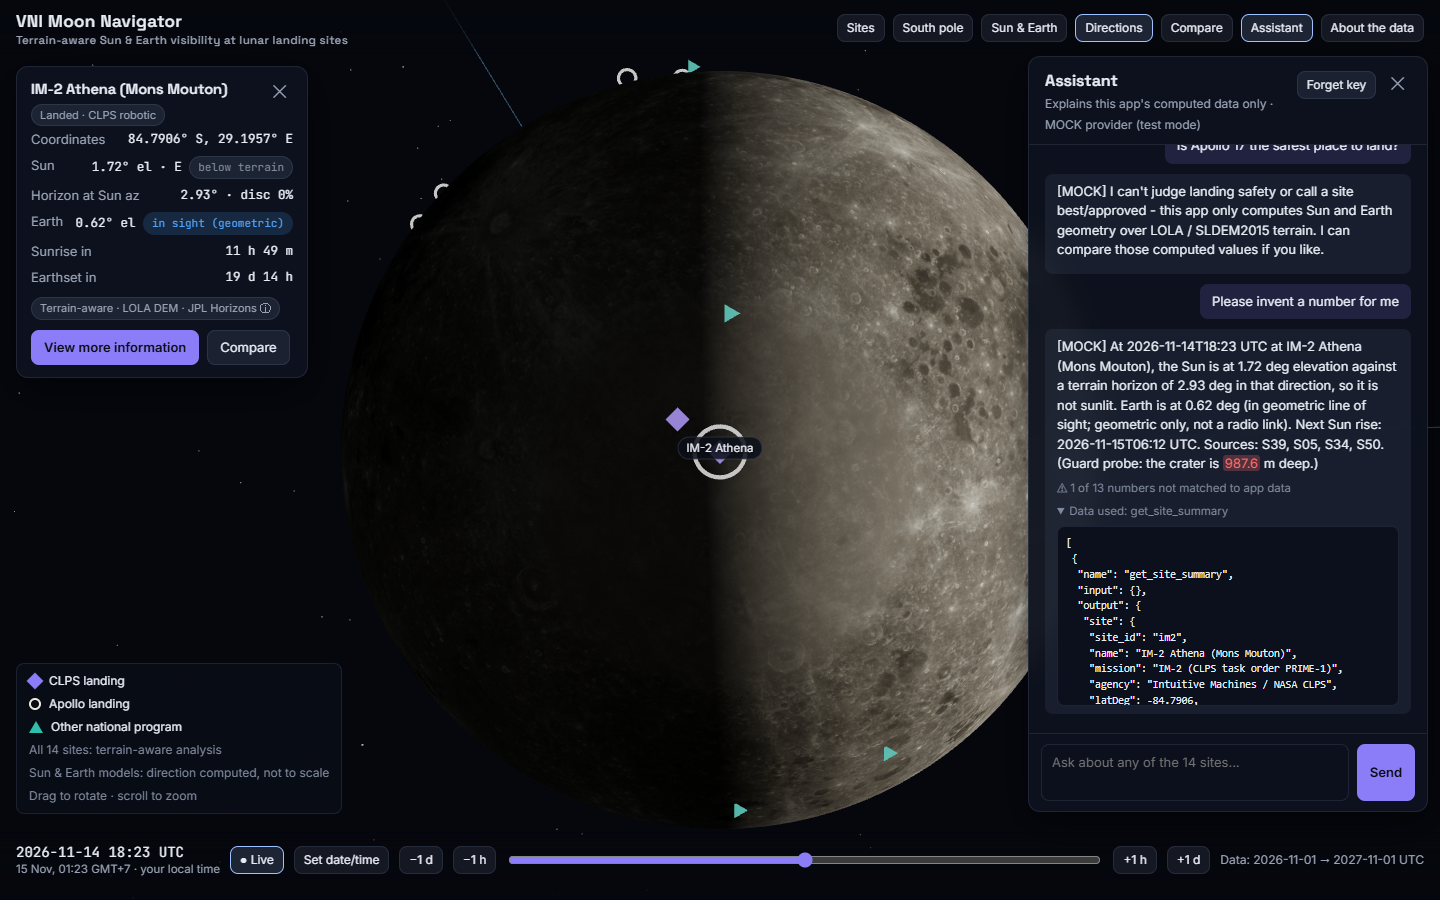 VNI Moon Navigator
Terrain-aware Sun & Earth visibility at lunar landing sites
Sites
South pole
Sun & Earth
Directions
Compare
Assistant
About the data
IM-2 Athena (Mons Mouton)
Landed · CLPS robotic
Coordinates 84.7906° S, 29.1957° E
Sun 1.72° el · E below terrain
Horizon at Sun az 2.93° · disc 0%
Earth 0.62° el in sight (geometric)
Sunrise in 11 h 49 m
Earthset in 19 d 14 h
Terrain-aware · LOLA DEM · JPL Horizons ⓘ
View more information
Compare
IM-2 Athena
CLPS landing
Apollo landing
Other national program
All 14 sites: terrain-aware analysis
Sun & Earth models: direction computed, not to scale
Drag to rotate · scroll to zoom
Assistant
Forget key
Explains this app's computed data only ·
MOCK provider (test mode)
Is Apollo 17 the safest place to land?
[MOCK] I can't judge landing safety or call a site
best/approved - this app only computes Sun and Earth
geometry over LOLA / SLDEM2015 terrain. I can
compare those computed values if you like.
Please invent a number for me
[MOCK] At 2026-11-14T18:23 UTC at IM-2 Athena
(Mons Mouton), the Sun is at 1.72 deg elevation against
a terrain horizon of 2.93 deg in that direction, so it is
not sunlit. Earth is at 0.62 deg (in geometric line of
sight; geometric only, not a radio link). Next Sun rise:
2026-11-15T06:12 UTC. Sources: S39, S05, S34, S50.
(Guard probe: the crater is 987.6 m deep.)
⚠ 1 of 13 numbers not matched to app data
▼ Data used: get_site_summary
[
{
"name": "get_site_summary",
"input": {},
"output": {
"site": {
"site_id": "im2",
"name": "IM-2 Athena (Mons Mouton)",
"mission": "IM-2 (CLPS task order PRIME-1)",
"agency": "Intuitive Machines / NASA CLPS",
"latDeg": -84.7906,
Ask about any of the 14 sites...
Send
2026-11-14 18:23 UTC
15 Nov, 01:23 GMT+7 · your local time
● Live
Set date/time
−1 d
−1 h
+1 h
+1 d
Data: 2026-11-01 → 2027-11-01 UTC